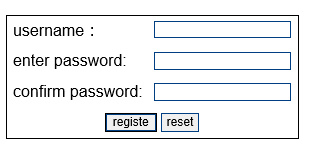 username：
enter password:
confirm password:
registe reset